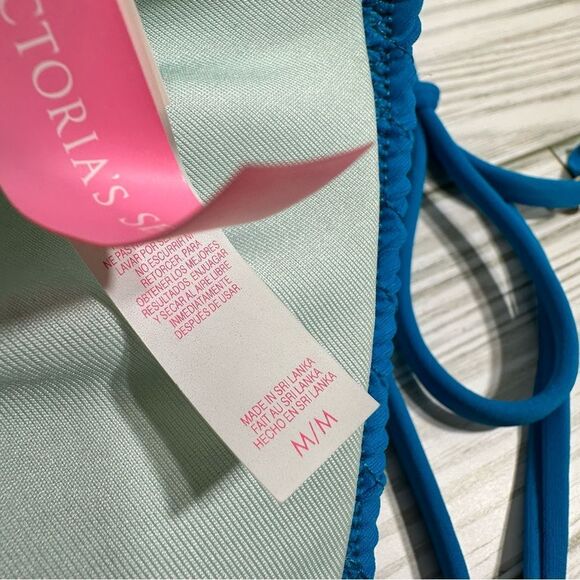 CTORIA'S S
NE PAS
LAVAR POR S
NO ESCURRIR NI
RETORCER. PARA
OBTENER LOS MEJORES
RESULTADOS, ENJUAGAR
Y SECAR AL AIRE LIBRE
INMEDIATAMENTE
DESPUÉS DE USAR.
MADE IN SRI LANKA
FAIT AU SRI LANKA
HECHO EN SRI LANKA
M/M